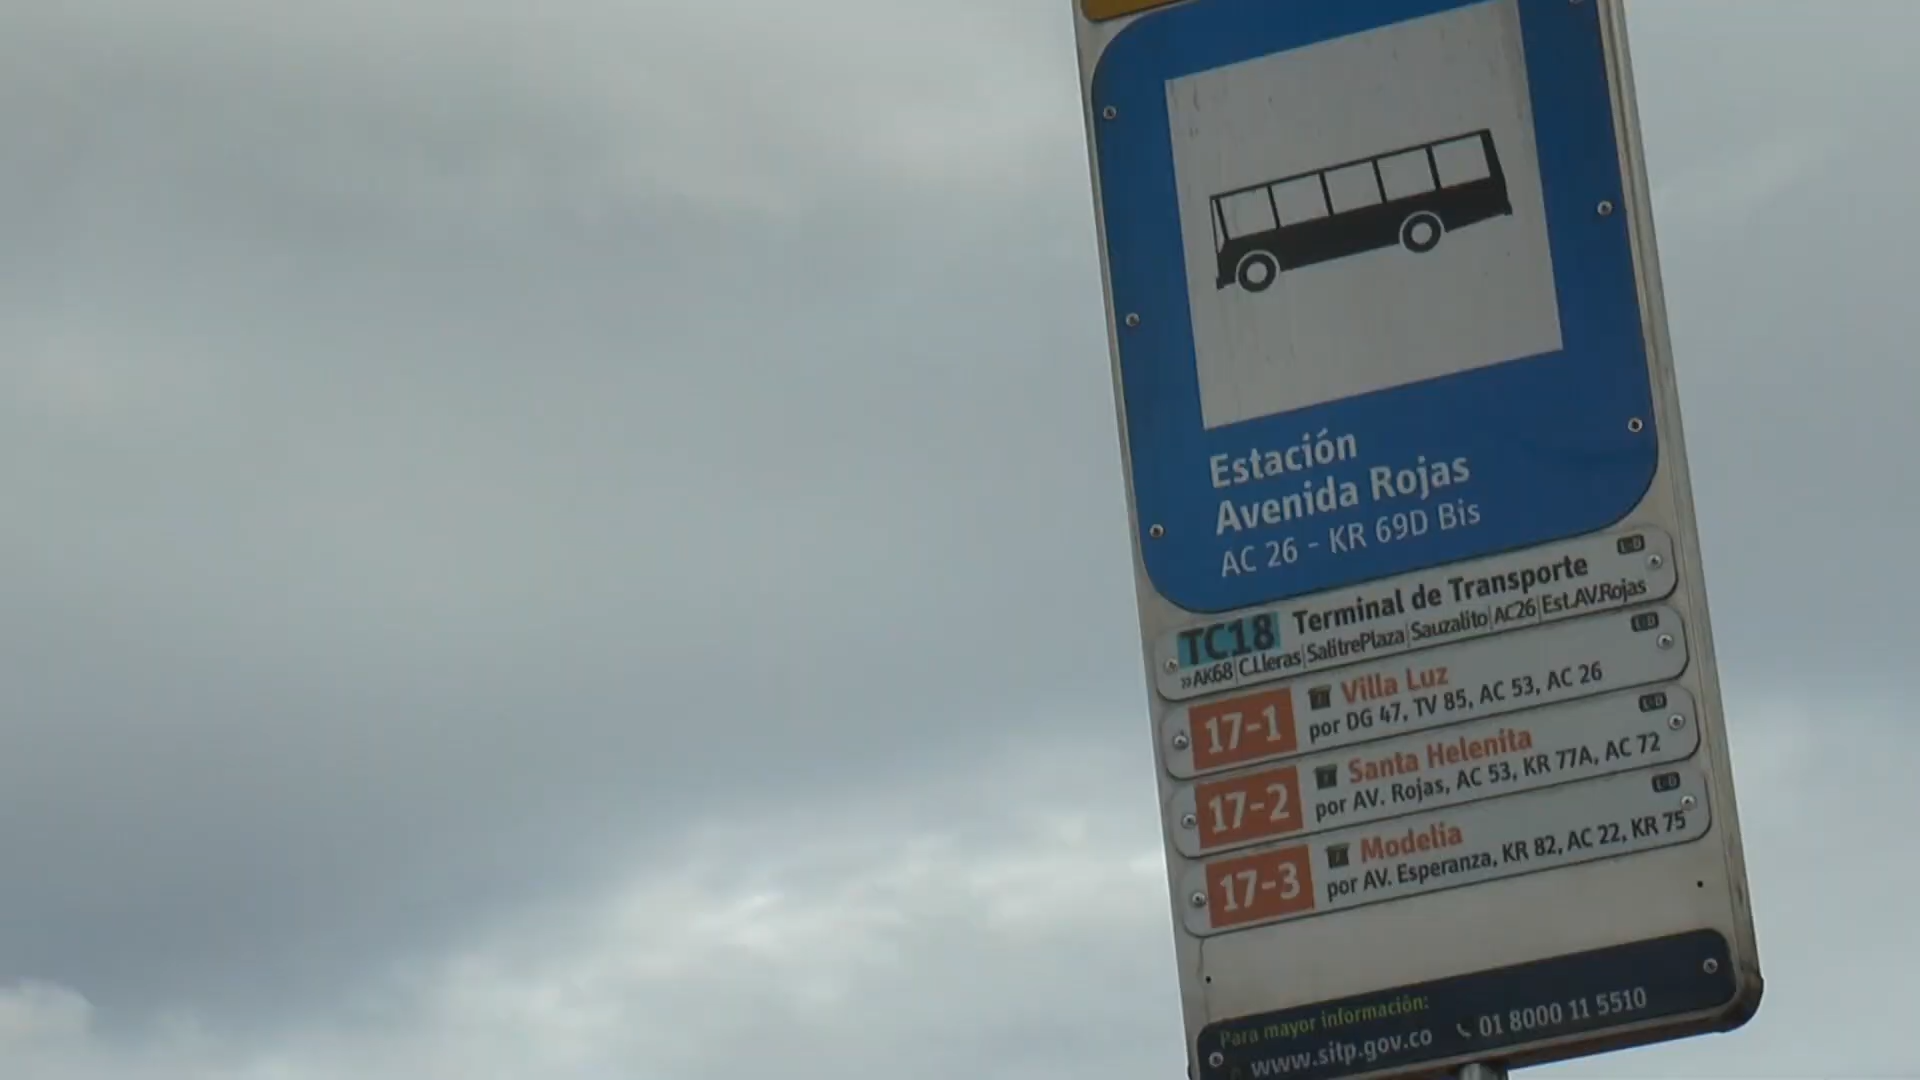 Estación
Avenida Rojas
AC 26 - KR 69D Bis
TC18 Terminal de Transporte L-D
»AK68|C.Lleras|SalitrePlaza|Sauzalito|AC26|Est.AV.Rojas
17-1 Villa Luz L-D
por DG 47, TV 85, AC 53, AC 26
17-2 Santa Helenita L-D
por AV. Rojas, AC 53, KR 77A, AC 72
17-3 Modelia L-D
por AV. Esperanza, KR 82, AC 22, KR 75
Para mayor información:
www.sitp.gov.co 01 8000 11 5510